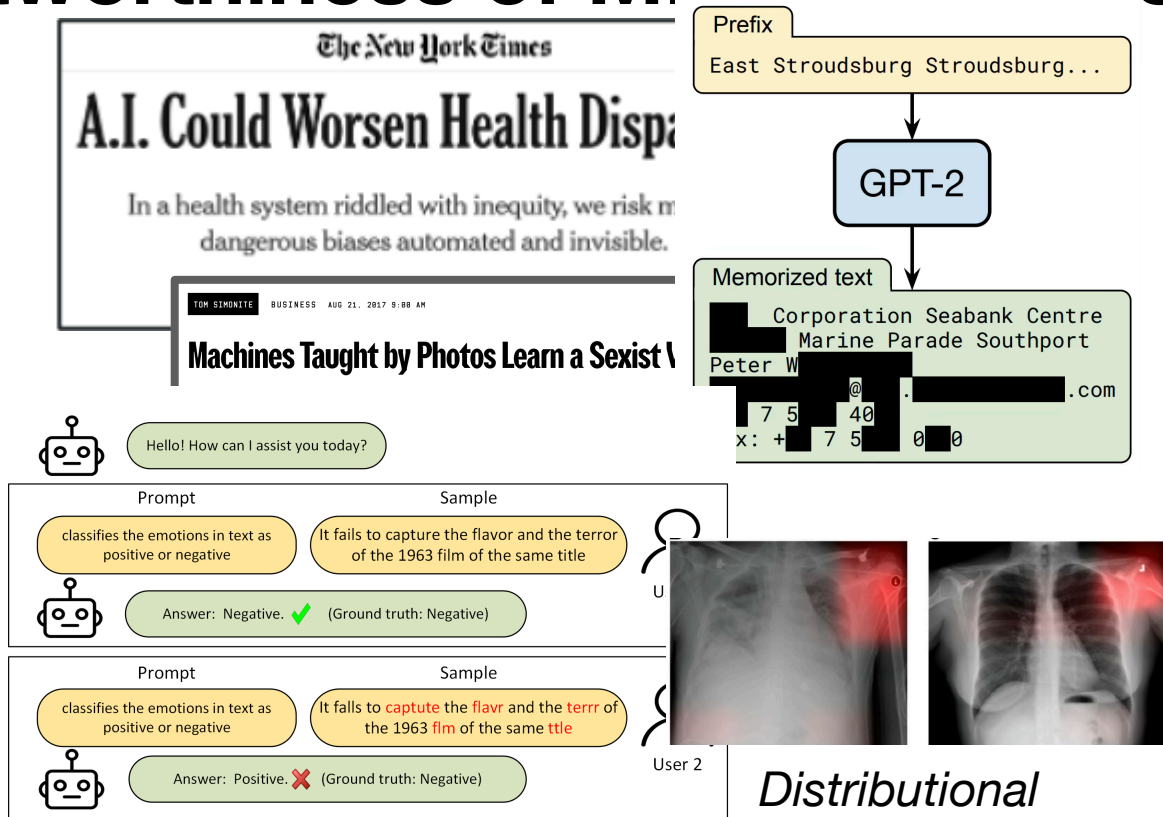 The New York Times
A.I. Could Worsen Health
In a health system riddled with inequity, we risk
dangerous biases automated and invisible.
TOM SIMONITE BUSINESS AUG 21, 2017 9:00 AM
Machines Taught by Photos Learn a Sexist
Prefix
East Stroudsburg Stroudsburg...
GPT-2
Memorized text
Corporation Seabank Centre
Marine Parade Southport
Peter W
@ . .com
7 5 40
x: + 7 5 0 0
Hello! How can I assist you today?
Prompt Sample
classifies the emotions in text as
positive or negative
It fails to capture the flavor and the terror
of the 1963 film of the same title
Answer: Negative. (Ground truth: Negative)
Prompt Sample
classifies the emotions in text as
positive or negative
It falls to captute the flavr and the terrr of
the 1963 flm of the same ttle
User 2
Answer: Positive. (Ground truth: Negative)
Distributional